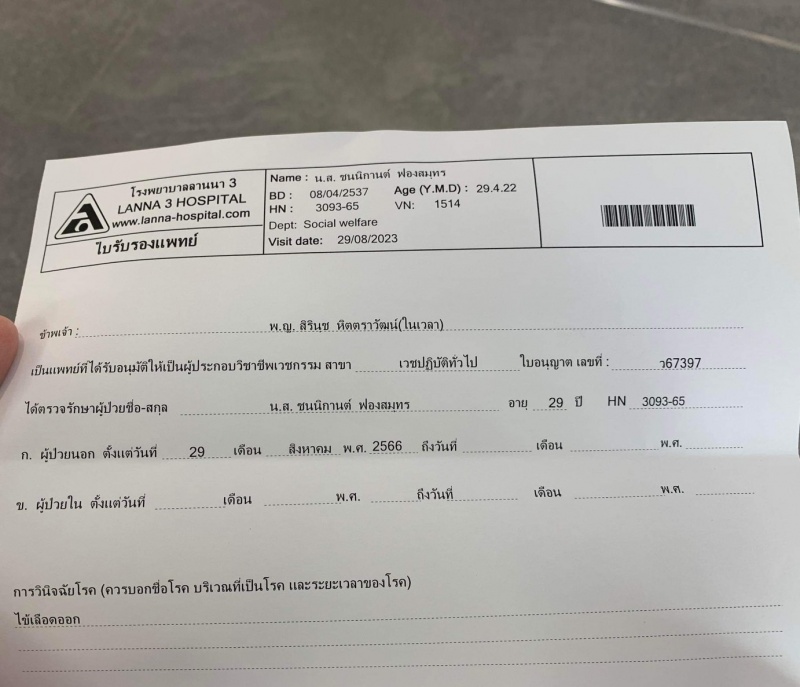 โรงพยาบาลลานนา 3
LANNA 3 HOSPITAL
www.lanna-hospital.com
ใบรับรองแพทย์
Name : น.ส. ชนนิกานต์ ฟองสมุทร
BD : 08/04/2537 Age (Y.M.D) : 29.4.22
HN : 3093-65 VN: 1514
Dept: Social welfare
Visit date: 29/08/2023
ข้าพเจ้า : พ.ญ. สิรินุช หิตตราวัฒน์(ในเวลา)
เป็นแพทย์ที่ได้รับอนุมัติให้เป็นผู้ประกอบวิชาชีพเวชกรรม สาขา เวชปฏิบัติทั่วไป ใบอนุญาต เลขที่ : ว67397
ได้ตรวจรักษาผู้ป่วยชื่อ-สกุล น.ส. ชนนิกานต์ ฟองสมุทร อายุ 29 ปี HN 3093-65
ก. ผู้ป่วยนอก ตั้งแต่วันที่ 29 เดือน สิงหาคม พ.ศ. 2566 ถึงวันที่ เดือน พ.ศ.
ข. ผู้ป่วยใน ตั้งแต่วันที่ เดือน พ.ศ. ถึงวันที่ เดือน พ.ศ.
การวินิจฉัยโรค (ควรบอกชื่อโรค บริเวณที่เป็นโรค และระยะเวลาของโรค)
ไข้เลือดออก